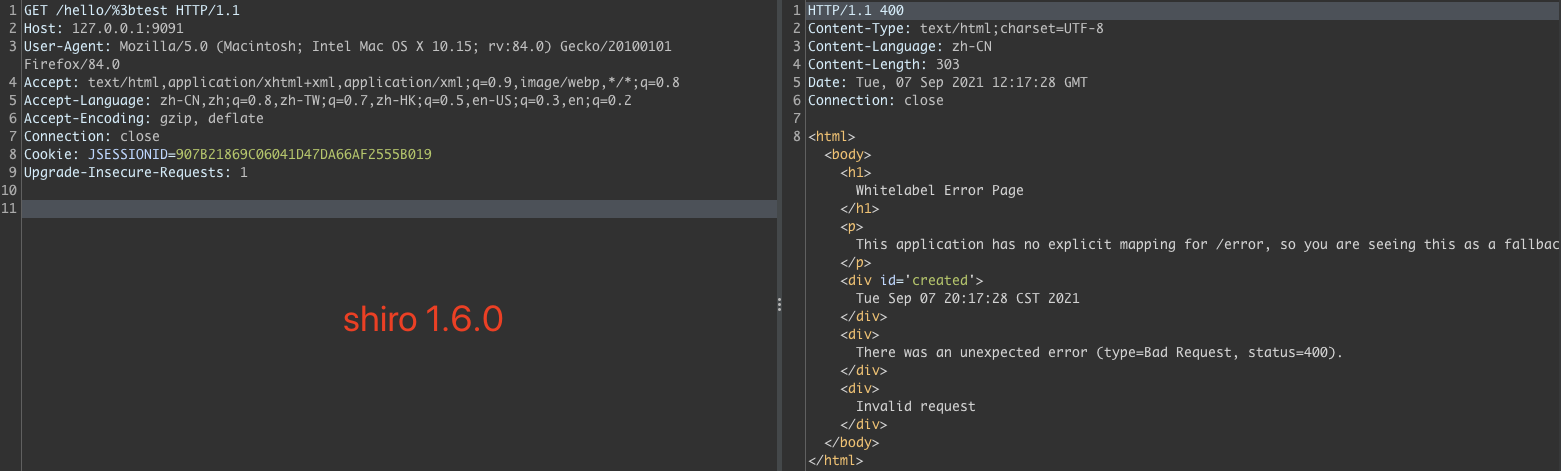 1 GET /hello/%3btest HTTP/1.1
2 Host: 127.0.0.1:9091
3 User-Agent: Mozilla/5.0 (Macintosh; Intel Mac OS X 10.15; rv:84.0) Gecko/20100101
Firefox/84.0
4 Accept: text/html,application/xhtml+xml,application/xml;q=0.9,image/webp,*/*;q=0.8
5 Accept-Language: zh-CN,zh;q=0.8,zh-TW;q=0.7,zh-HK;q=0.5,en-US;q=0.3,en;q=0.2
6 Accept-Encoding: gzip, deflate
7 Connection: close
8 Cookie: JSESSIONID=907B21869C06041D47DA66AF2555B019
9 Upgrade-Insecure-Requests: 1
10
11
shiro 1.6.0
1 HTTP/1.1 400
2 Content-Type: text/html;charset=UTF-8
3 Content-Language: zh-CN
4 Content-Length: 303
5 Date: Tue, 07 Sep 2021 12:17:28 GMT
6 Connection: close
7
8 <html>
<body>
<h1>
Whitelabel Error Page
</h1>
<p>
This application has no explicit mapping for /error, so you are seeing this as a fallbac
</p>
<div id='created'>
Tue Sep 07 20:17:28 CST 2021
</div>
<div>
There was an unexpected error (type=Bad Request, status=400).
</div>
<div>
Invalid request
</div>
</body>
</html>